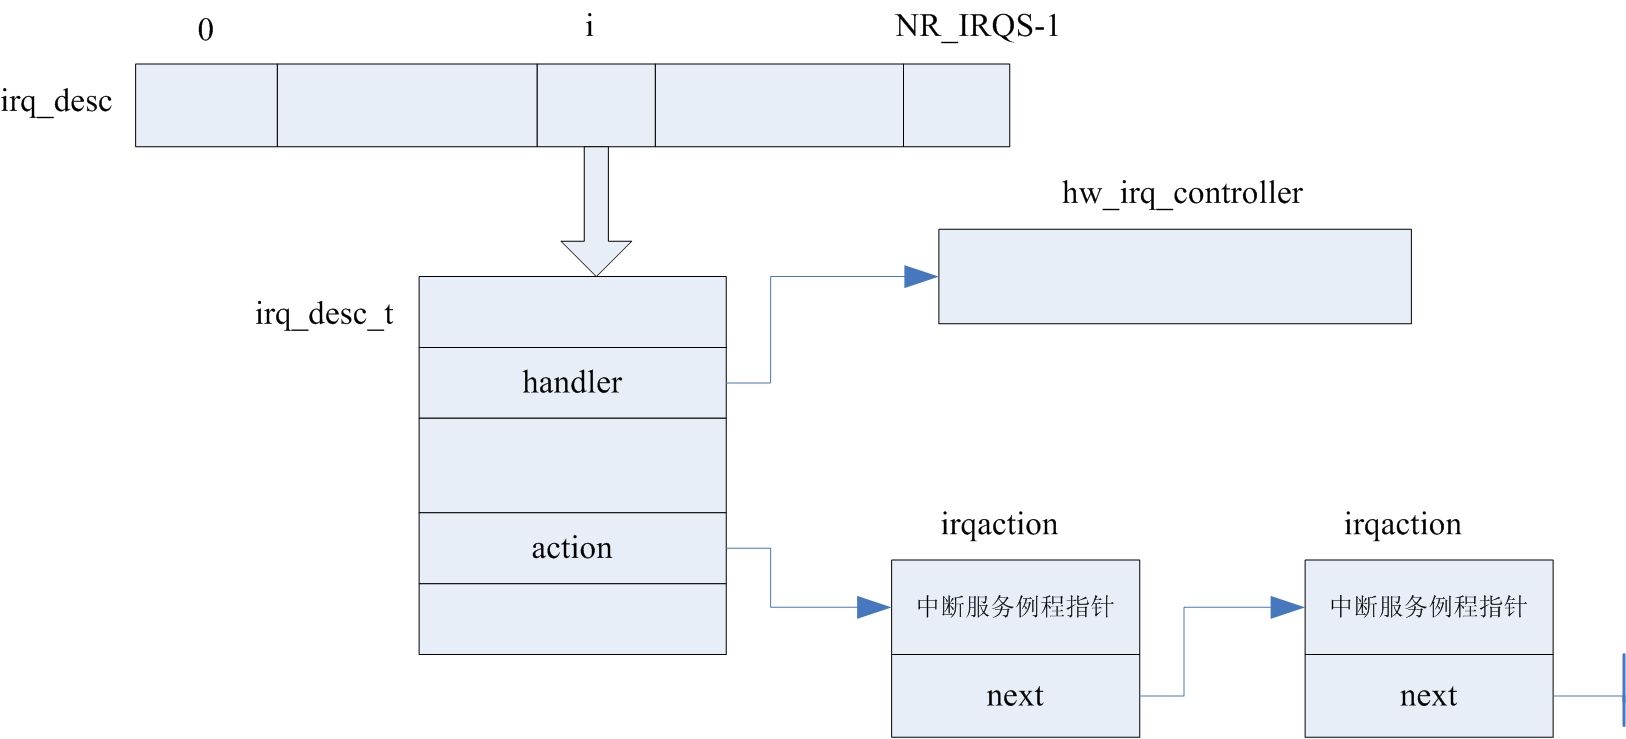 0
i
NR_IRQS-1
irq_desc
hw_irq_controller
irq_desc_t
handler
action
irqaction
irqaction
中断服务例程指针
中断服务例程指针
next
next